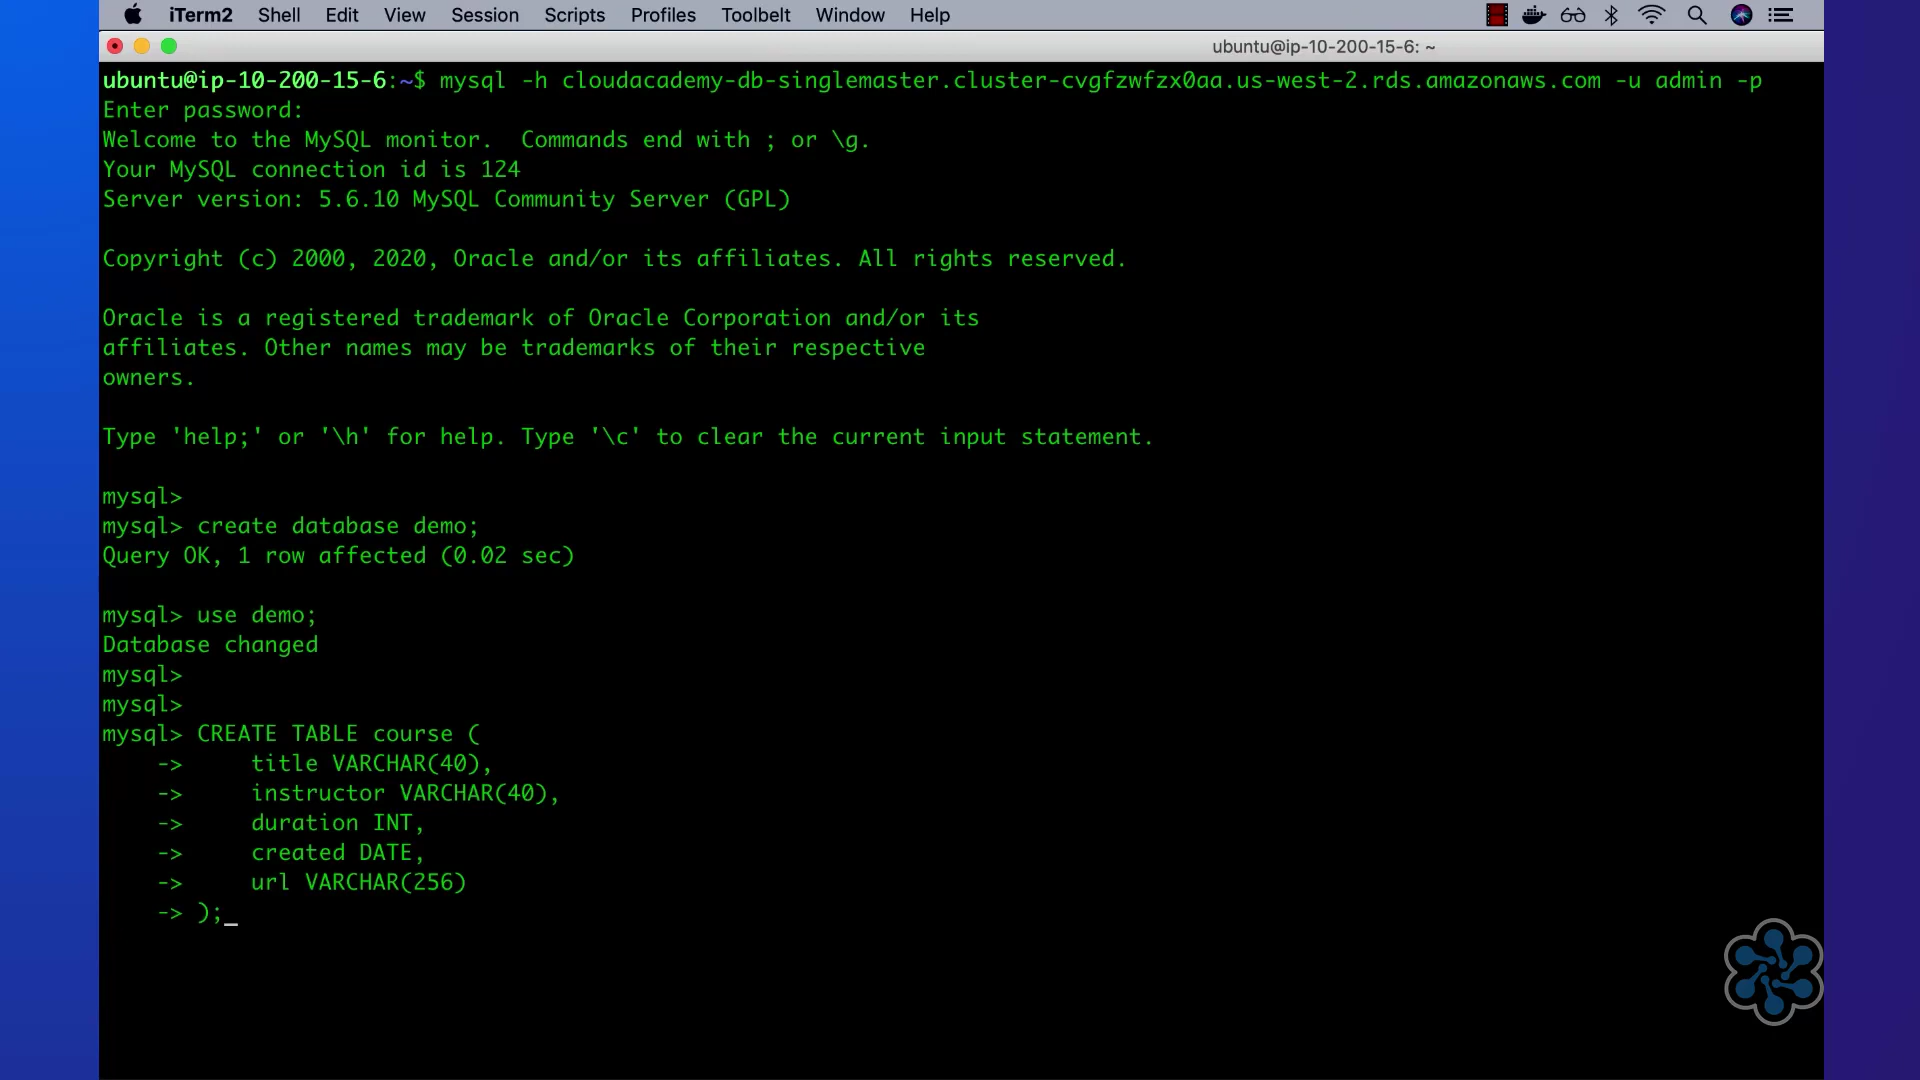 iTerm2 Shell Edit View Session Scripts Profiles Toolbelt Window Help
ubuntu@ip-10-200-15-6: ~
ubuntu@ip-10-200-15-6:~$ mysql -h cloudacademy-db-singlemaster.cluster-cvgfzwfzx0aa.us-west-2.rds.amazonaws.com -u admin -p
Enter password:
Welcome to the MySQL monitor.  Commands end with ; or \g.
Your MySQL connection id is 124
Server version: 5.6.10 MySQL Community Server (GPL)
Copyright (c) 2000, 2020, Oracle and/or its affiliates. All rights reserved.
Oracle is a registered trademark of Oracle Corporation and/or its
affiliates. Other names may be trademarks of their respective
owners.
Type 'help;' or '\h' for help. Type '\c' to clear the current input statement.
mysql>
mysql> create database demo;
Query OK, 1 row affected (0.02 sec)
mysql> use demo;
Database changed
mysql>
mysql>
mysql> CREATE TABLE course (
    ->     title VARCHAR(40),
    ->     instructor VARCHAR(40),
    ->     duration INT,
    ->     created DATE,
    ->     url VARCHAR(256)
    -> );_